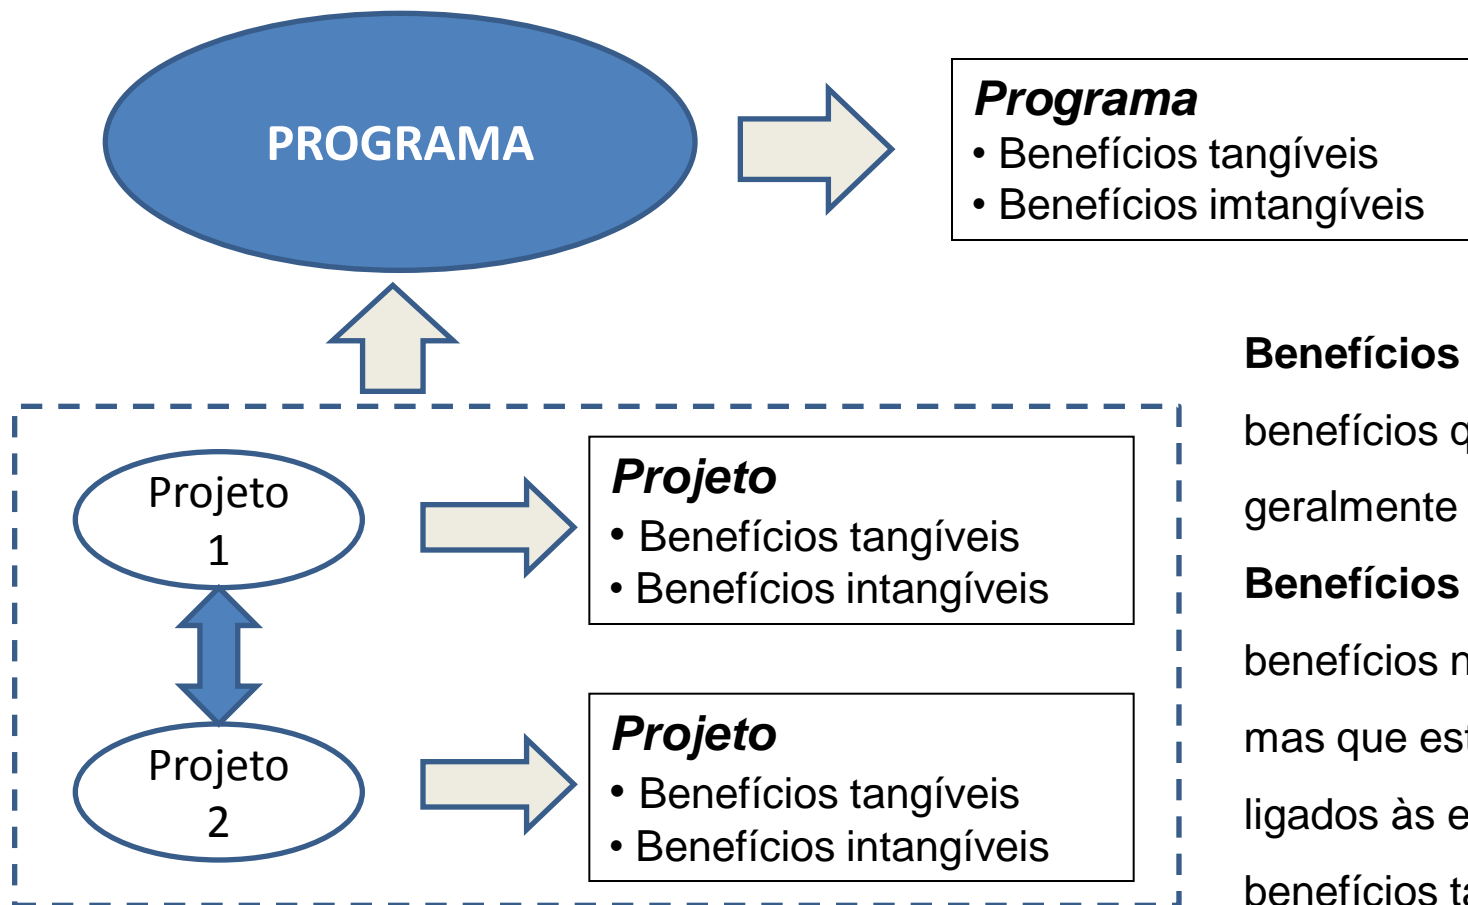 PROGRAMA
Programa
• Benefícios tangíveis
• Benefícios imtangíveis
Projeto
1
Projeto
• Benefícios tangíveis
• Benefícios intangíveis
Projeto
2
Projeto
• Benefícios tangíveis
• Benefícios intangíveis
Benefícios
benefícios
geralmente
Benefícios
benefícios
mas que
ligados às
benefícios